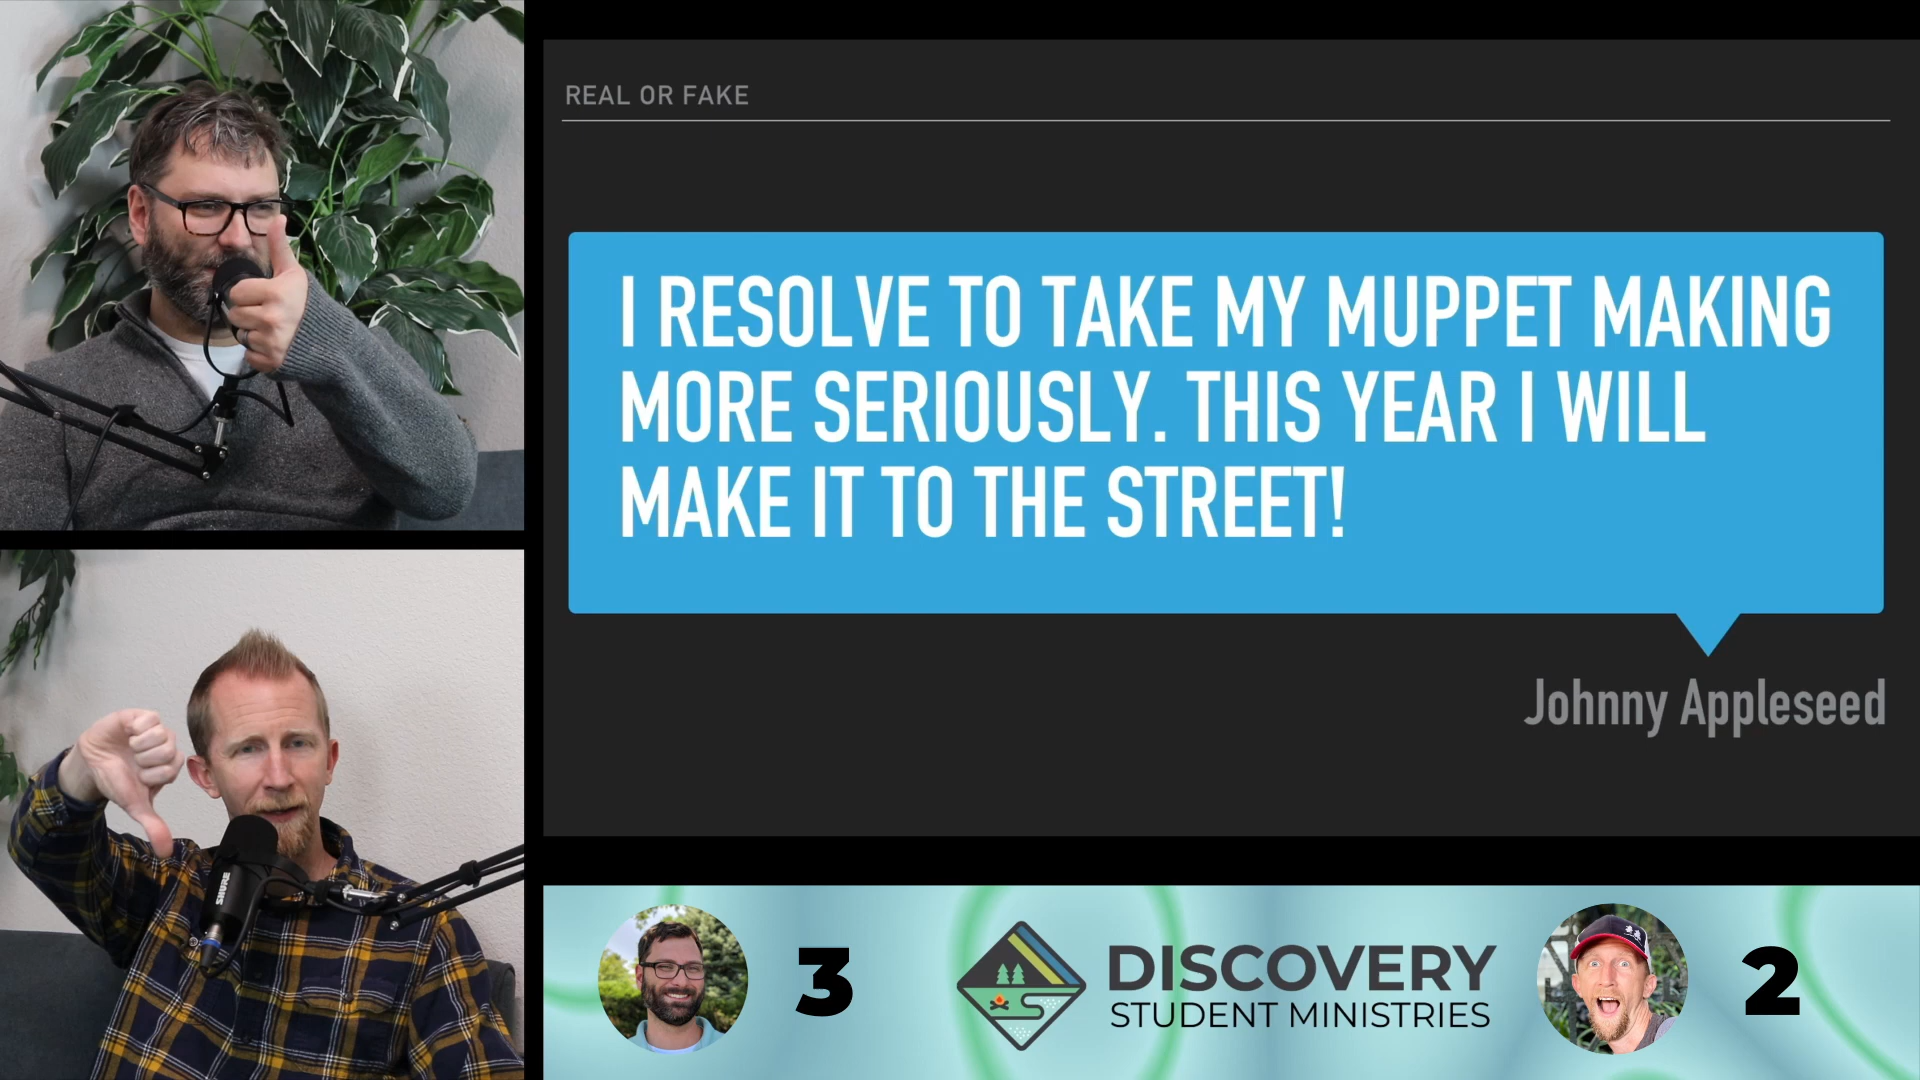 REAL OR FAKE
I RESOLVE TO TAKE MY MUPPET MAKING
MORE SERIOUSLY. THIS YEAR I WILL
MAKE IT TO THE STREET!
Johnny Appleseed
SHURE
3
DISCOVERY
STUDENT MINISTRIES
2